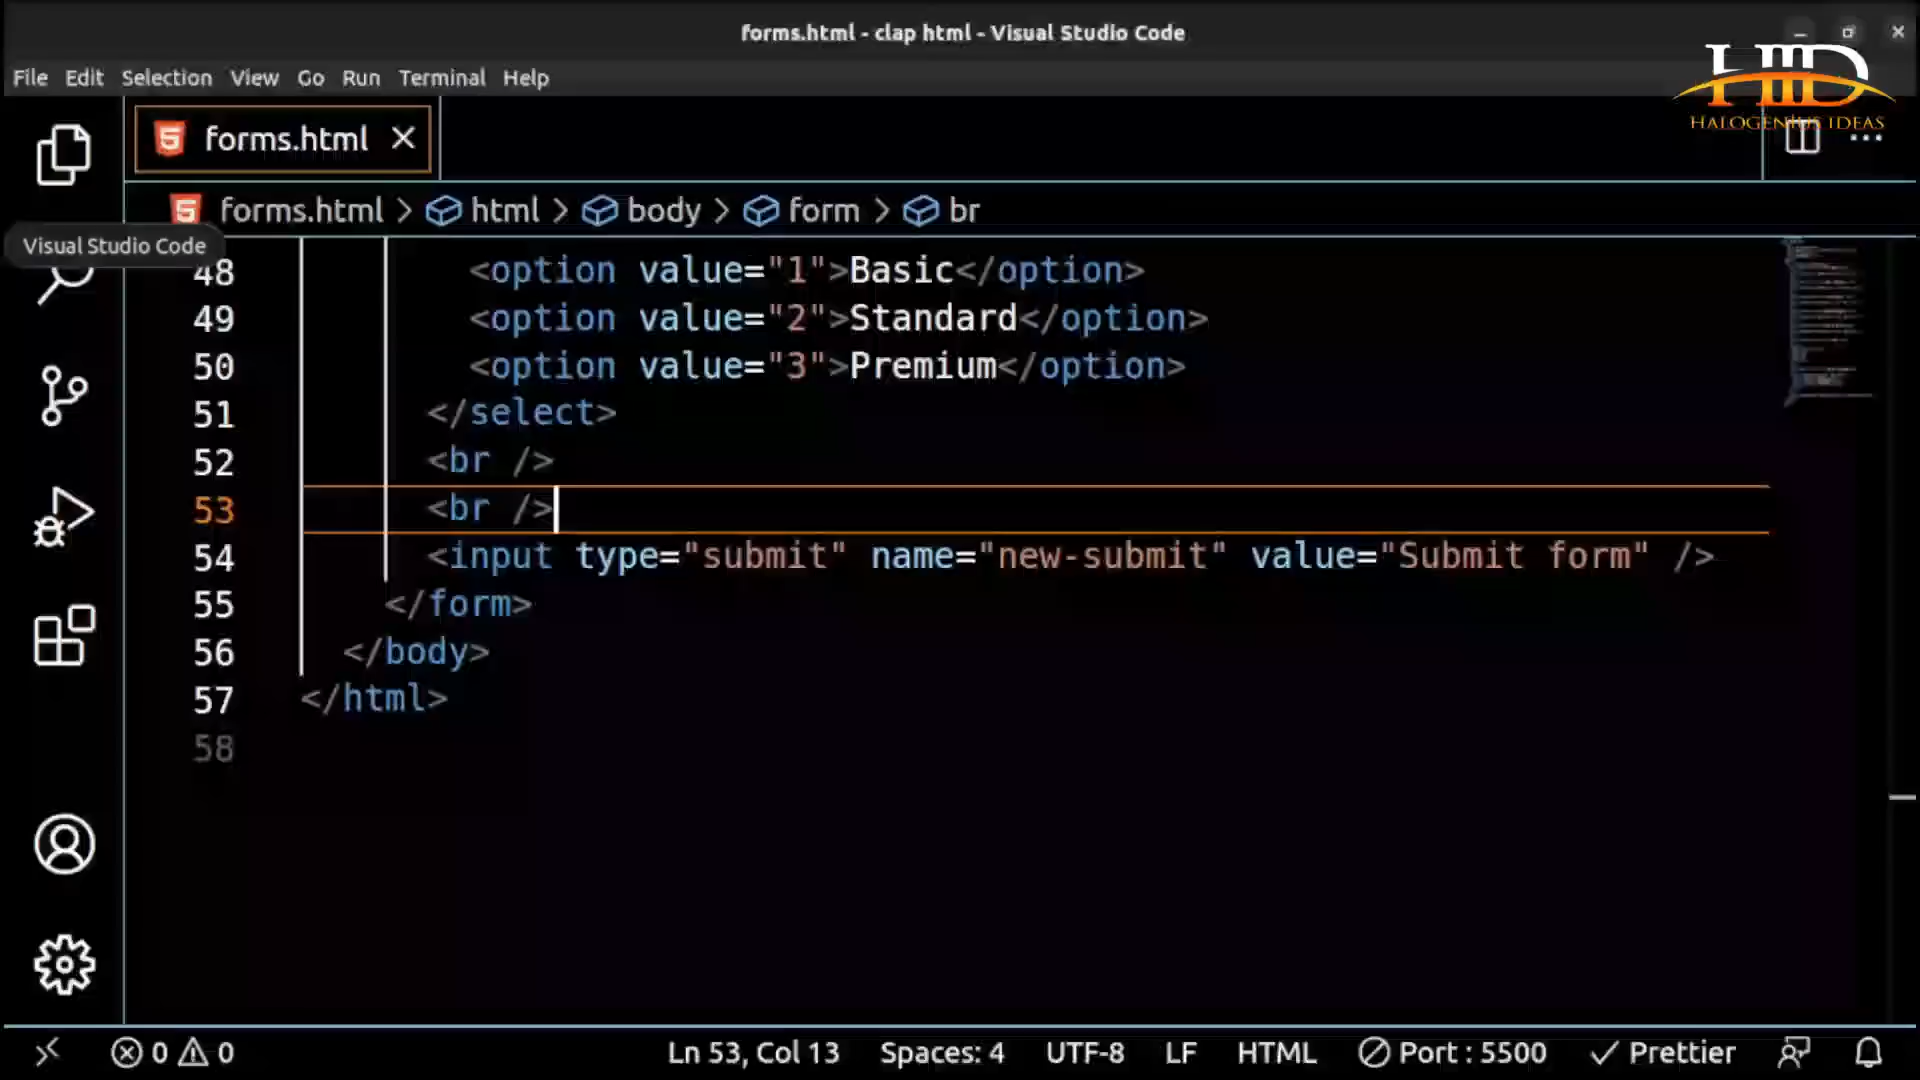 forms.html - clap html - Visual Studio Code
File Edit Selection View Go Run Terminal Help
HID
HALOGENIUS IDEAS
forms.html
forms.html > html > body > form > br
Visual Studio Code
48 <option value="1">Basic</option>
49 <option value="2">Standard</option>
50 <option value="3">Premium</option>
51 </select>
52 <br />
53 <br />
54 <input type="submit" name="new-submit" value="Submit form" />
55 </form>
56 </body>
57 </html>
58
0 0 Ln 53, Col 13 Spaces: 4 UTF-8 LF HTML Port : 5500 Prettier